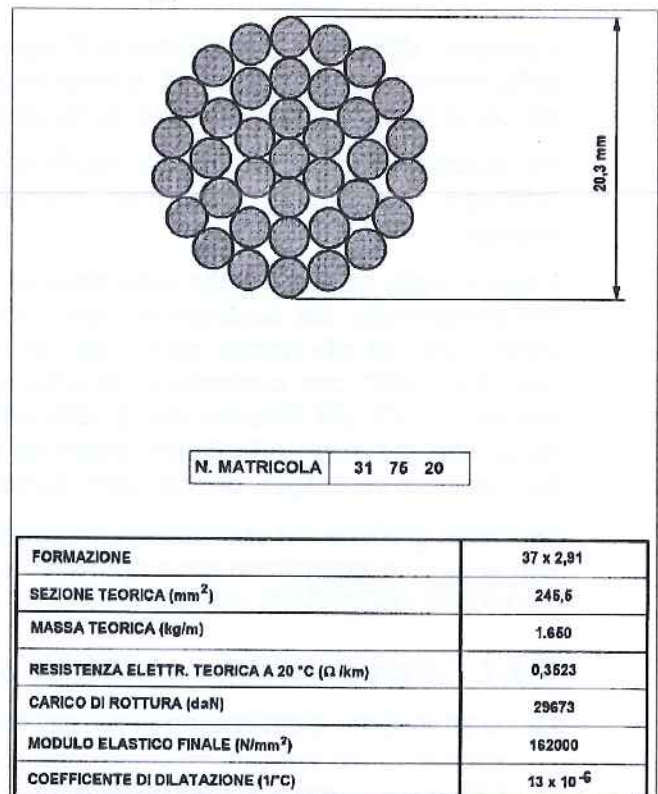 20,3 mm
N. MATRICOLA 31 75 20
FORMAZIONE 37 x 2,91
SEZIONE TEORICA (mm²) 245,5
MASSA TEORICA (kg/m) 1.650
RESISTENZA ELETTR. TEORICA A 20 °C (Ω /km) 0,3523
CARICO DI ROTTURA (daN) 29673
MODULO ELASTICO FINALE (N/mm²) 162000
COEFFICENTE DI DILATAZIONE (1/°C) 13 x 10⁻⁶